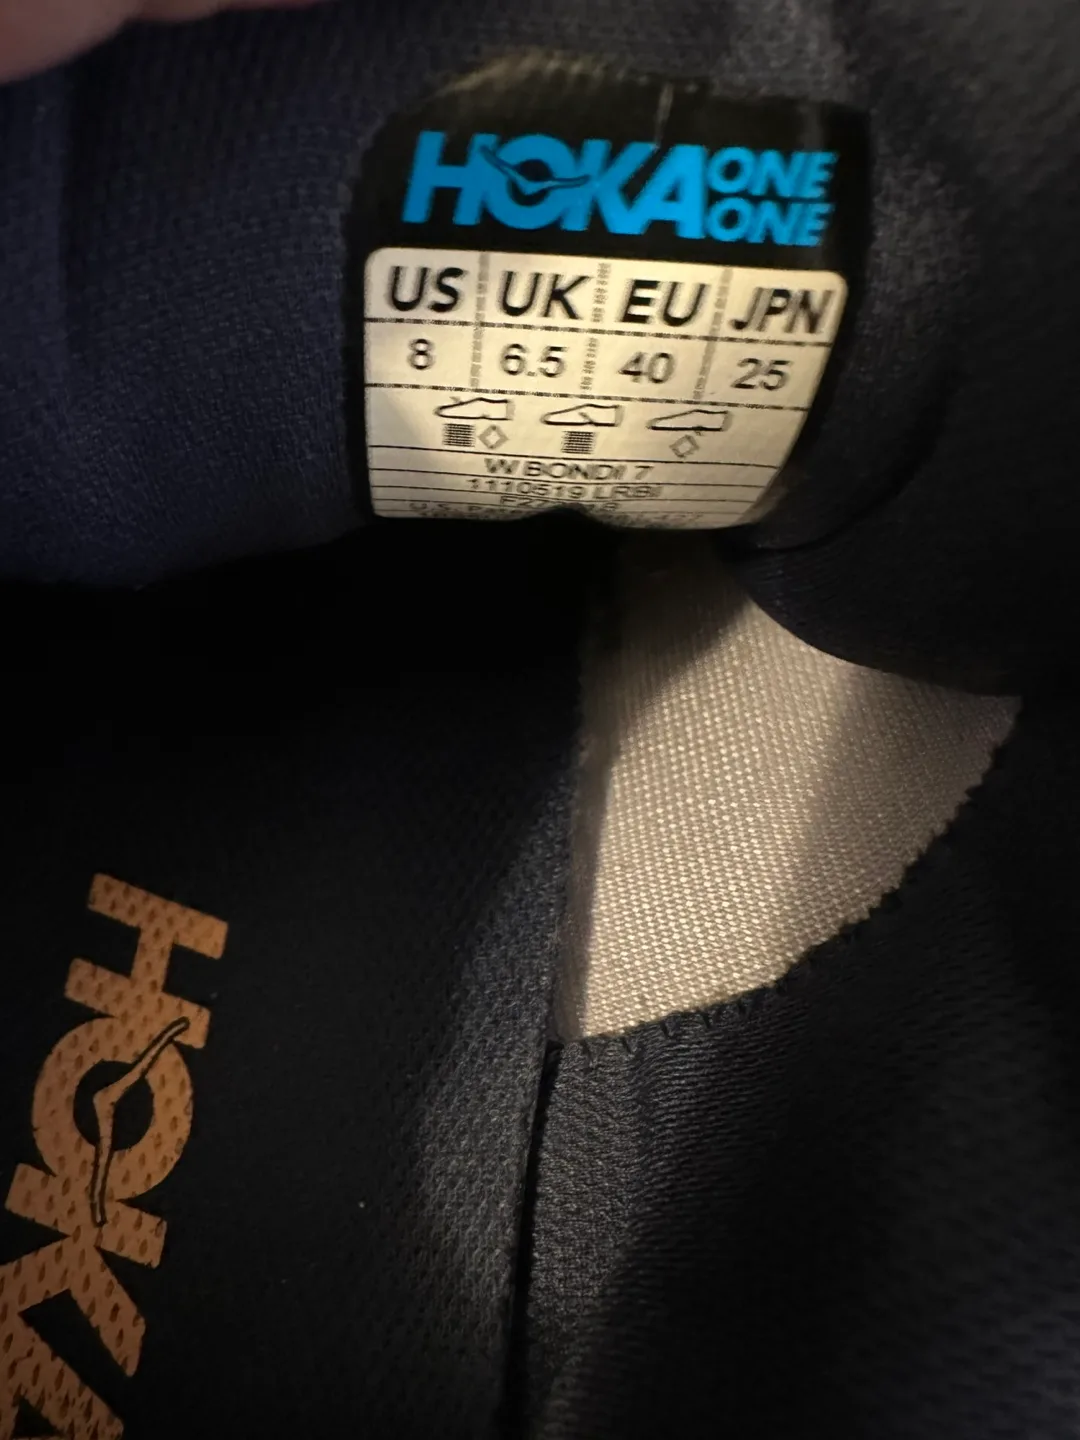 HOKA ONE ONE
US UK EU JPN
8 6.5 40 25
W BONDI 7
1110519 LRBI
HOKA